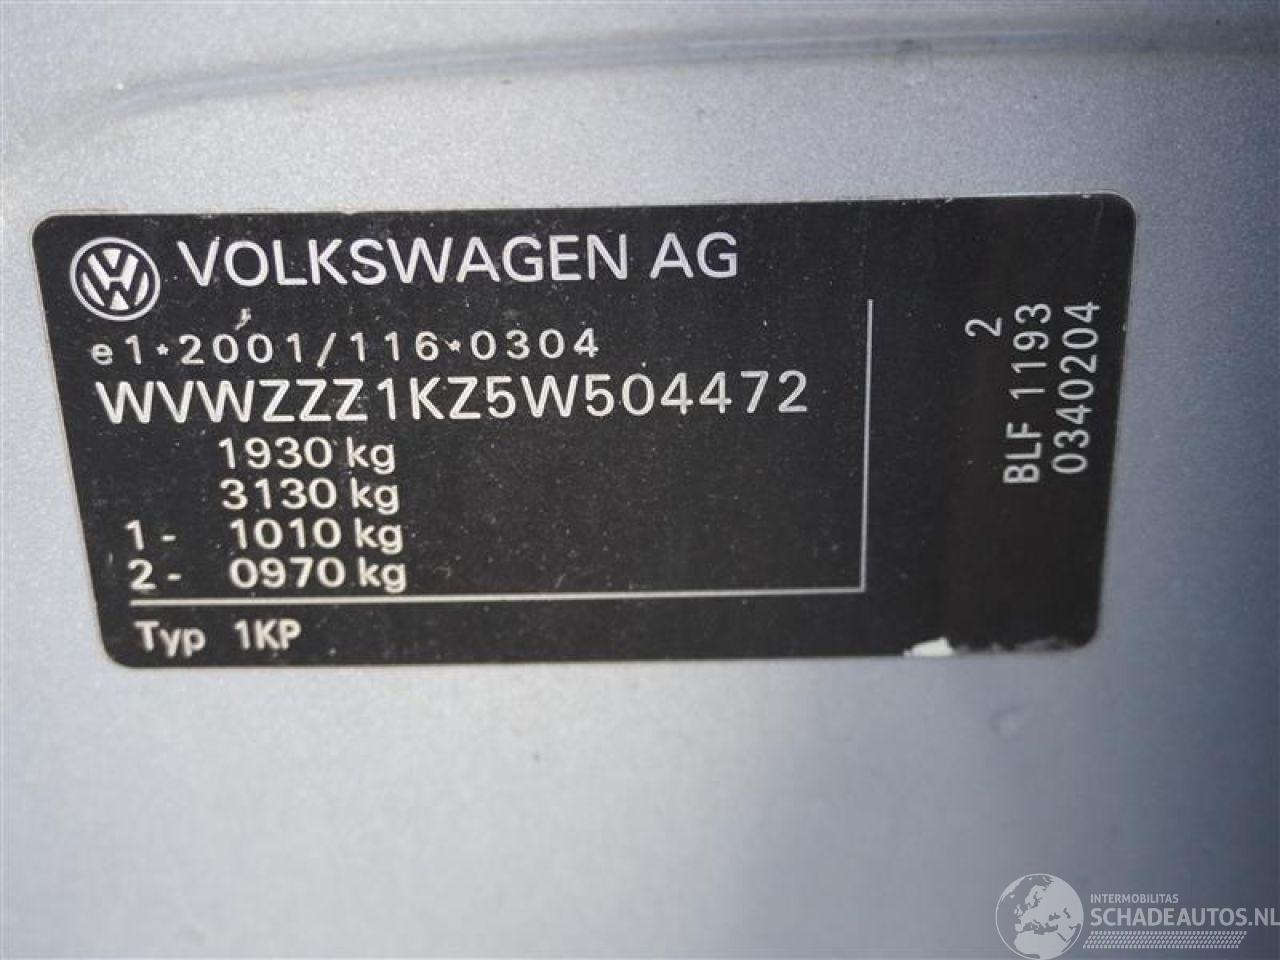 VOLKSWAGEN AG
e1*2001/116*0304
WVWZZZ1KZ5W504472
1930 kg
3130 kg
1- 1010 kg
2- 0970 kg
Typ 1KP
2
BLF 1193
0340204
INTERMOBILITAS
SCHADEAUTOS.NL